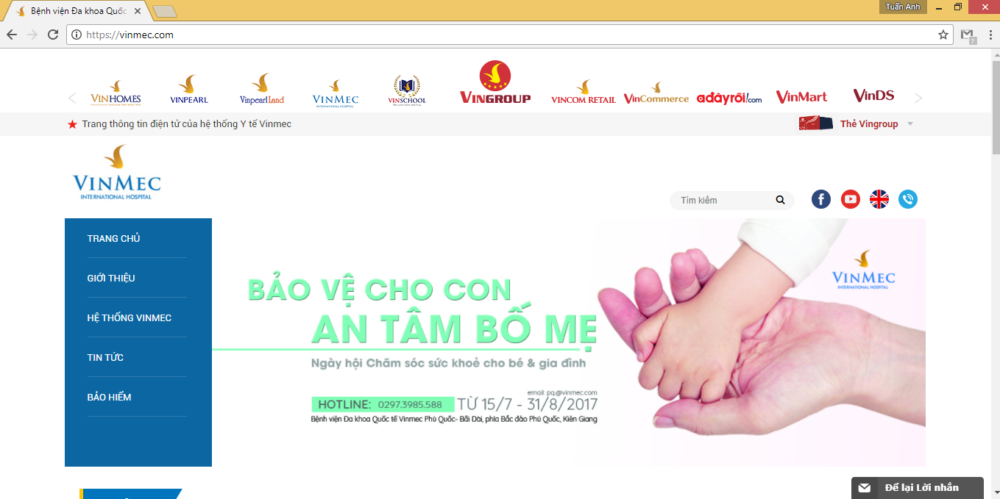 Bệnh viện Đa khoa Quốc
Tuấn Anh
https://vinmec.com
VINHOMES
VINPEARL
Vinpearl Land
VINMEC
INTERNATIONAL HOSPITAL
VINSCHOOL
VINGROUP
VINCOM RETAIL
VINCOMMERCE
adâyrồi!.com
VinMart
VinDS
Trang thông tin điện tử của hệ thống Y tế Vinmec
Thẻ Vingroup
VINMEC
INTERNATIONAL HOSPITAL
Tìm kiếm
TRANG CHỦ
GIỚI THIỆU
HỆ THỐNG VINMEC
TIN TỨC
BẢO HIỂM
VINMEC
INTERNATIONAL HOSPITAL
BẢO VỆ CHO CON
AN TÂM BỐ MẸ
Ngày hội Chăm sóc sức khoẻ cho bé & gia đình
email: pq@vinmec.com
HOTLINE: 0297.3985.588 TỪ 15/7 - 31/8/2017
Bệnh viện Đa khoa Quốc tế Vinmec Phú Quốc- Bãi Dài, phía Bắc đảo Phú Quốc, Kiên Giang
Để lại Lời nhắn